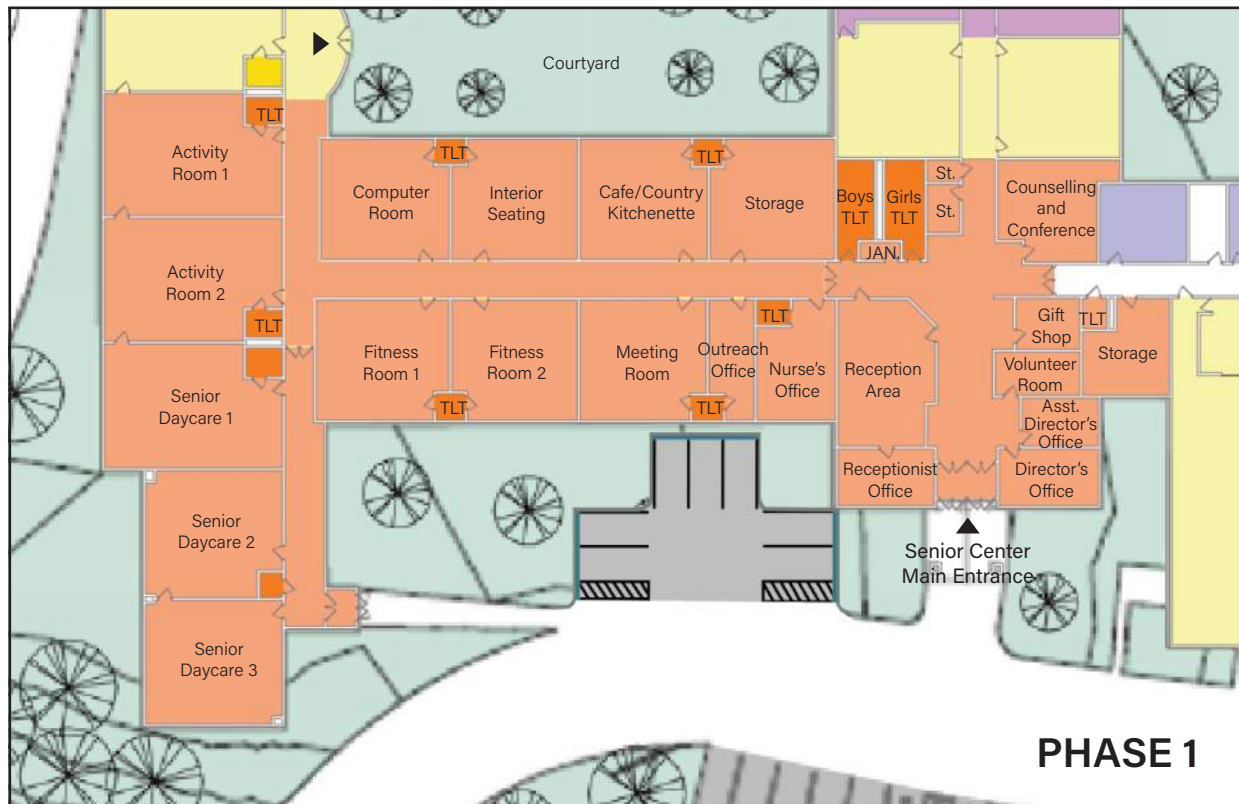 Courtyard
TLT
Activity
Room 1
TLT
TLT
Computer
Room
Interior
Seating
Cafe/Country
Kitchenette
Storage
Boys
TLT
Girls
TLT
St.
St.
JAN.
Counselling
and
Conference
Activity
Room 2
TLT
Fitness
Room 1
Fitness
Room 2
Meeting
Room
Outreach
Office
TLT
Nurse's
Office
TLT
TLT
Reception
Area
Gift
Shop
TLT
Storage
Volunteer
Room
Asst.
Director's
Office
Receptionist
Office
Director's
Office
Senior
Daycare 1
Senior
Daycare 2
Senior
Daycare 3
Senior Center
Main Entrance
PHASE 1